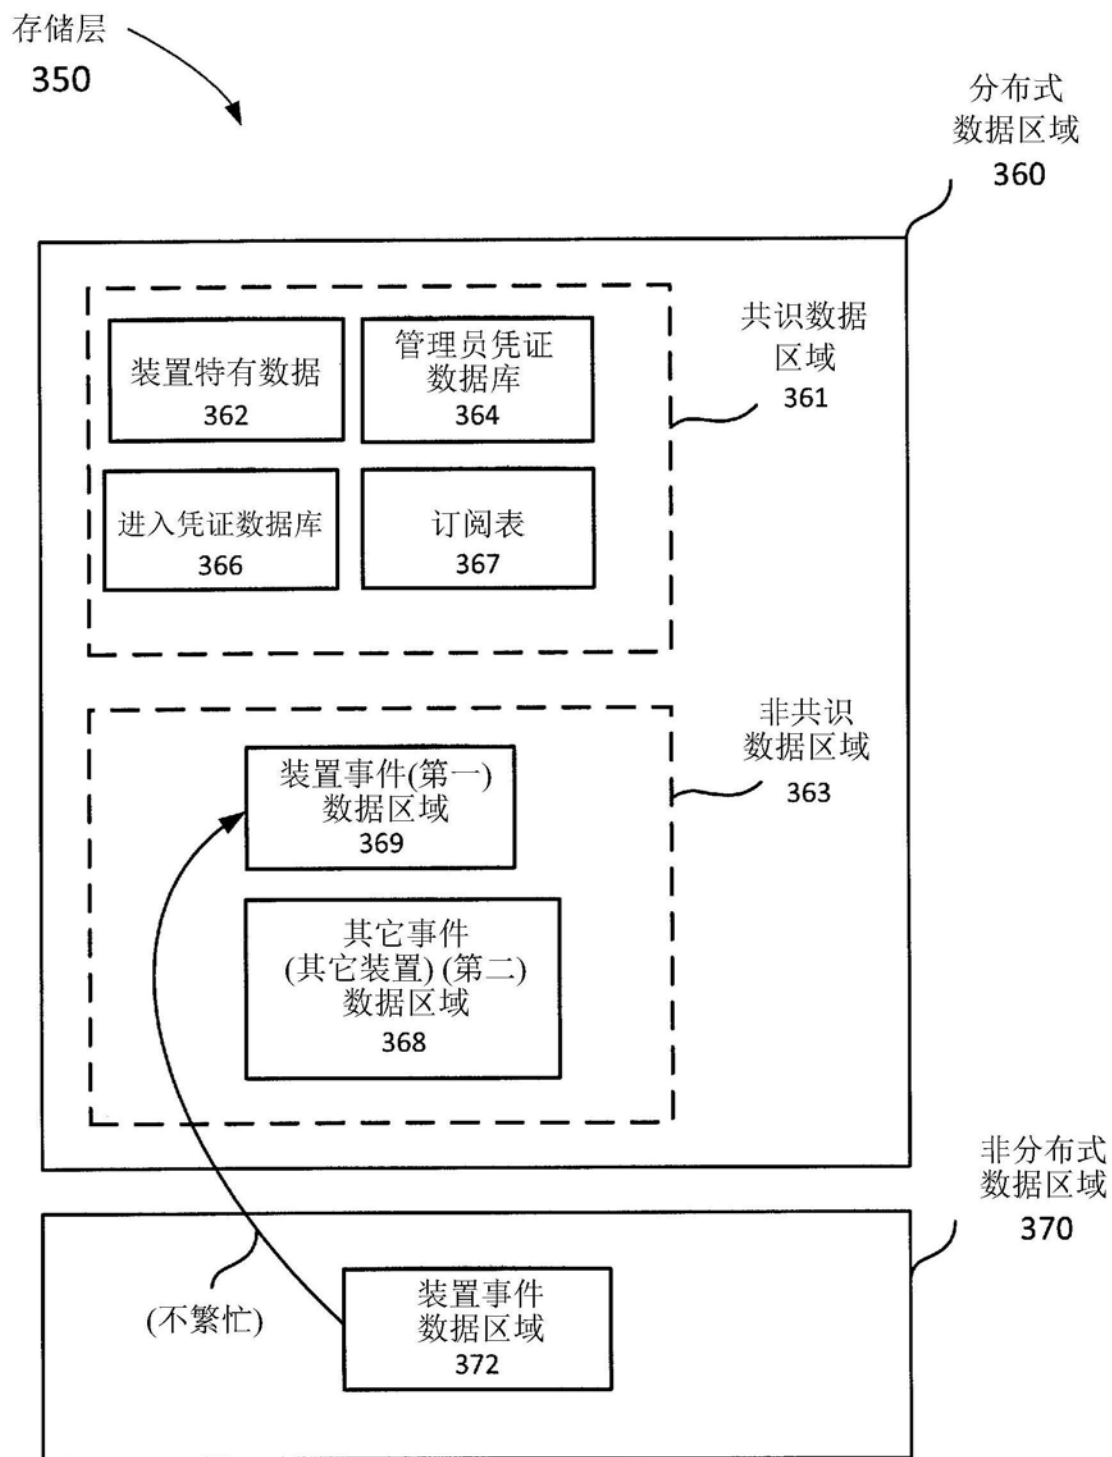 存储层
350
分布式
数据区域
360
共识数据
区域
361
装置特有数据
362
管理员凭证
数据库
364
进入凭证数据库
366
订阅表
367
非共识
数据区域
363
装置事件(第一)
数据区域
369
其它事件
(其它装置) (第二)
数据区域
368
非分布式
数据区域
370
(不繁忙)
装置事件
数据区域
372